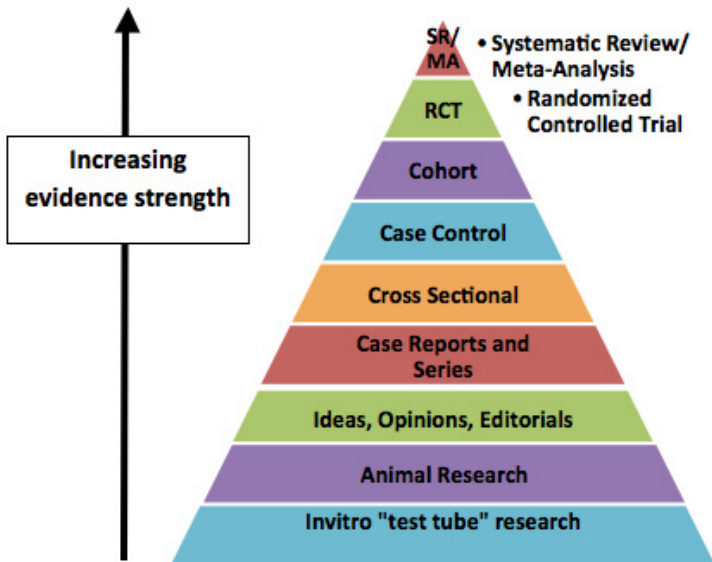 SR/
MA
• Systematic Review/
Meta-Analysis
• Randomized
Controlled Trial
RCT
Increasing
evidence strength
Cohort
Case Control
Cross Sectional
Case Reports and
Series
Ideas, Opinions, Editorials
Animal Research
Invitro "test tube" research